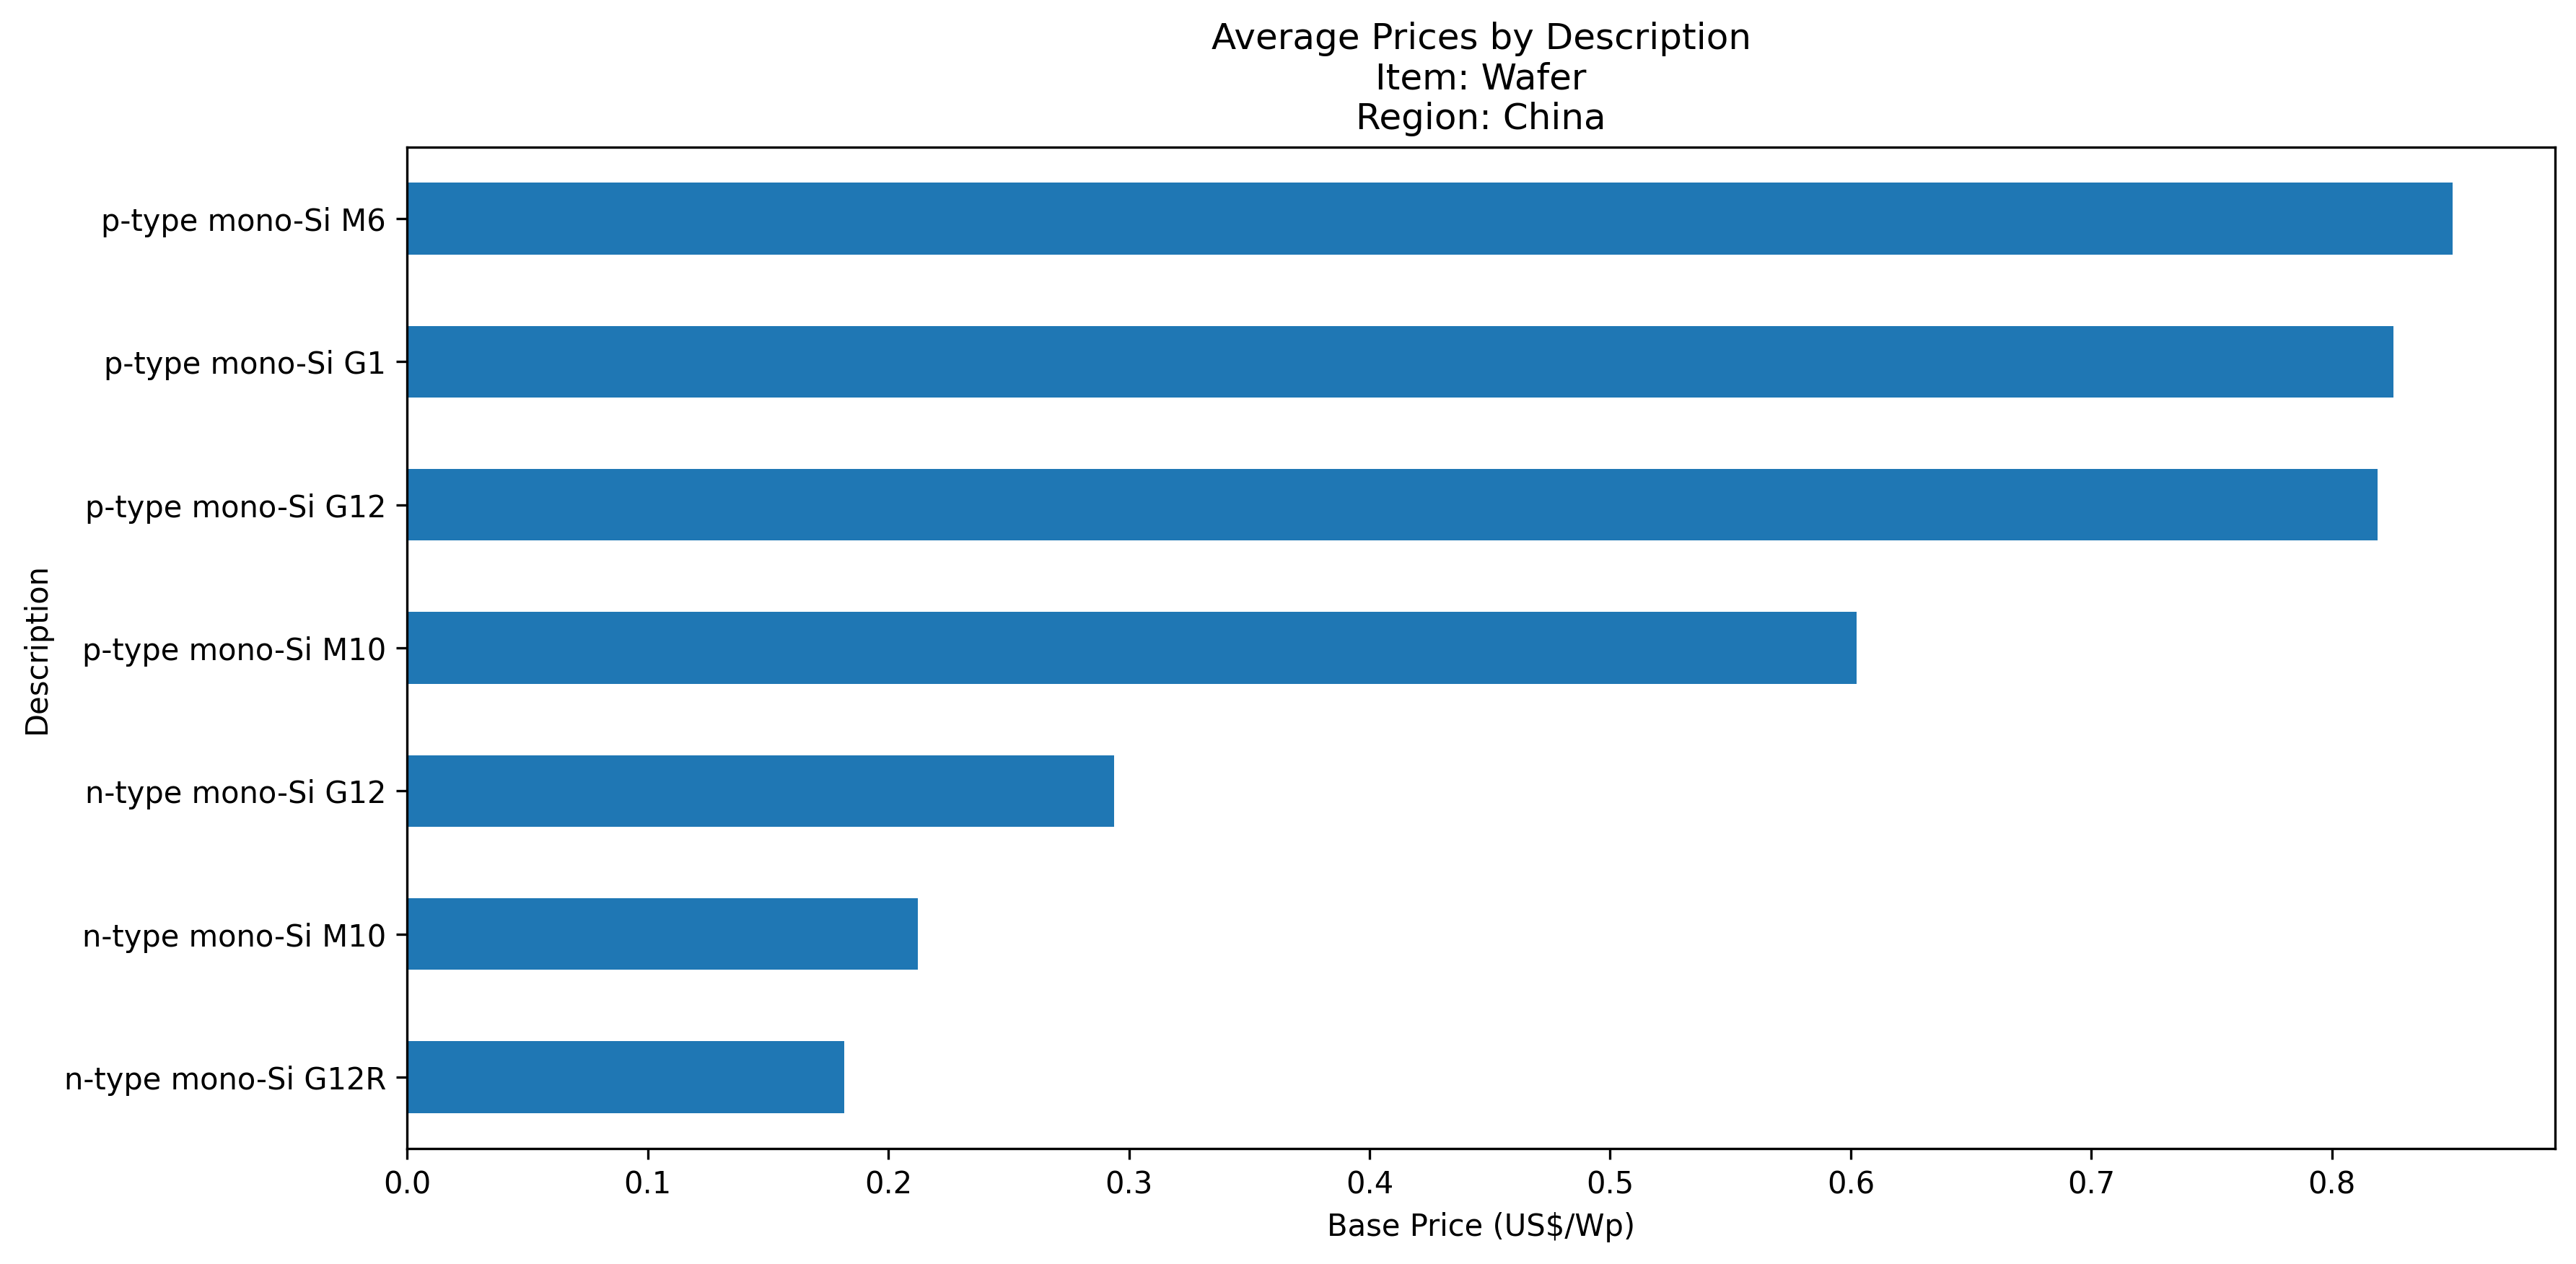 Average Prices by Description
Item: Wafer
Region: China
Description
p-type mono-Si M6
p-type mono-Si G1
p-type mono-Si G12
p-type mono-Si M10
n-type mono-Si G12
n-type mono-Si M10
n-type mono-Si G12R
0.0 0.1 0.2 0.3 0.4 0.5 0.6 0.7 0.8
Base Price (US$/Wp)